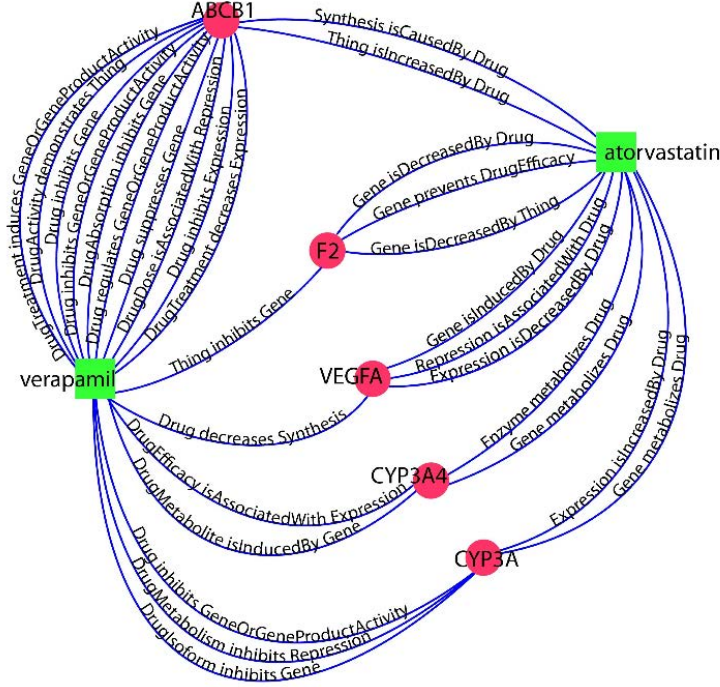 ABCB1
Synthesis isCausedBy Drug
Thing isIncreasedBy Drug
DrugTreatment induces GeneOrGeneProductActivity
DrugActivity demonstrates Thing
Drug inhibits Gene
Drug inhibits GeneOrGeneProductActivity
DrugAbsorption inhibits Gene
Drug regulates GeneOrGeneProductActivity
Drug suppresses Gene
DrugDose isAssociatedWith Repression
Drug inhibits Expression
DrugTreatment decreases Expression
atorvastatin
Gene isDecreasedBy Drug
Gene prevents DrugEfficacy
Gene isDecreasedBy Thing
F2
Thing inhibits Gene
Gene isInducedBy Drug
Repression isAssociatedWith Drug
Expression isDecreasedBy Drug
VEGFA
verapamil
Drug decreases Synthesis
Enzyme metabolizes Drug
Gene metabolizes Drug
CYP3A4
DrugEfficacy isAssociatedWith Expression
DrugMetabolite isInducedBy Gene
Expression isIncreasedBy Drug
Gene metabolizes Drug
CYP3A
Drug inhibits GeneOrGeneProductActivity
DrugMetabolism inhibits Repression
DrugIsoform inhibits Gene